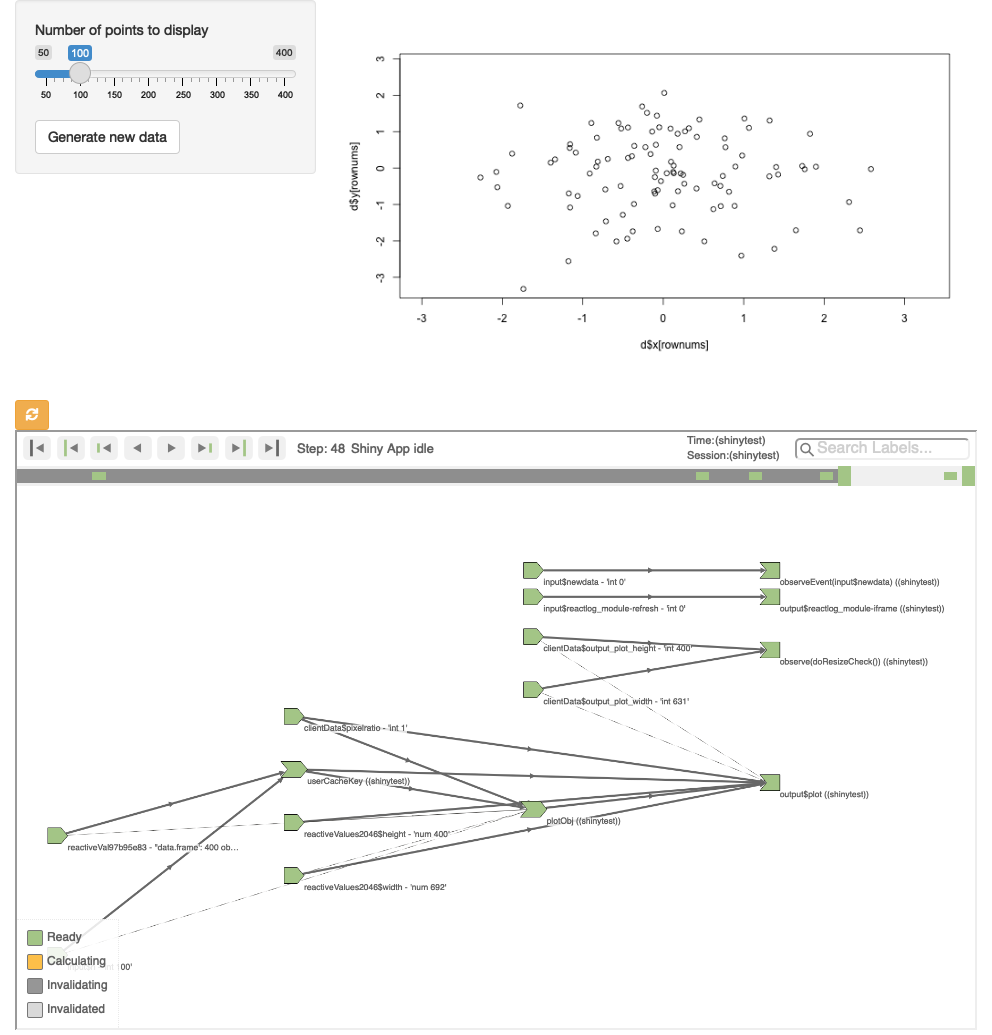 Number of points to display
50 100 400
50 100 150 200 250 300 350 400
Generate new data
3
2
1
0
-1
-2
-3
d$y[rownums]
-3 -2 -1 0 1 2 3
d$x[rownums]
Step: 48 Shiny App idle
Time:(shinytest)
Session:(shinytest)
Search Labels...
input$newdata - 'int 0'
observeEvent(input$newdata) ((shinytest))
input$reactlog_module-refresh - 'int 0'
output$reactlog_module-iframe ((shinytest))
clientData$output_plot_height - 'int 400'
observe(doResizeCheck()) ((shinytest))
clientData$output_plot_width - 'int 631'
clientData$pixelratio - 'int 1'
userCacheKey ((shinytest))
output$plot ((shinytest))
plotObj ((shinytest))
reactiveValues2046$height - 'num 400'
reactiveVal97b95e83 - "data.frame': 400 ob...
reactiveValues2046$width - 'num 692'
Ready
Calculating
00'
Invalidating
Invalidated